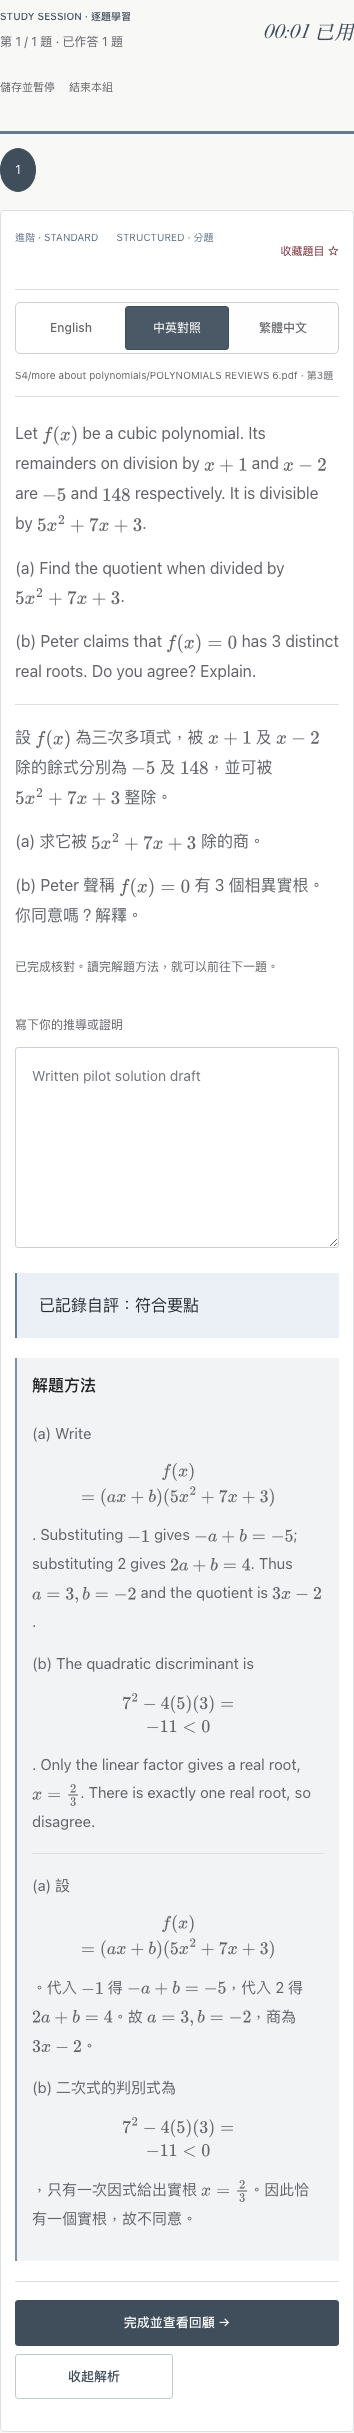 STUDY SESSION · 逐題學習
第 1 / 1 題 · 已作答 1 題
00:01 已用
儲存並暫停 結束本組
1
進階 · STANDARD STRUCTURED · 分題
收藏題目 ☆
English 中英對照 繁體中文
S4/more about polynomials/POLYNOMIALS REVIEWS 6.pdf · 第3題
Let f(x) be a cubic polynomial. Its
remainders on division by x + 1 and x − 2
are −5 and 148 respectively. It is divisible
by 5x² + 7x + 3.
(a) Find the quotient when divided by
5x² + 7x + 3.
(b) Peter claims that f(x) = 0 has 3 distinct
real roots. Do you agree? Explain.
設 f(x) 為三次多項式，被 x + 1 及 x − 2
除的餘式分別為 −5 及 148，並可被
5x² + 7x + 3 整除。
(a) 求它被 5x² + 7x + 3 除的商。
(b) Peter 聲稱 f(x) = 0 有 3 個相異實根。
你同意嗎？解釋。
已完成核對。讀完解題方法，就可以前往下一題。
寫下你的推導或證明
Written pilot solution draft
已記錄自評：符合要點
解題方法
(a) Write
f(x)
= (ax + b)(5x² + 7x + 3)
. Substituting −1 gives −a + b = −5;
substituting 2 gives 2a + b = 4. Thus
a = 3, b = −2 and the quotient is 3x − 2
.
(b) The quadratic discriminant is
7² − 4(5)(3) =
−11 < 0
. Only the linear factor gives a real root,
x = 2/3. There is exactly one real root, so
disagree.
(a) 設
f(x)
= (ax + b)(5x² + 7x + 3)
。代入 −1 得 −a + b = −5，代入 2 得
2a + b = 4。故 a = 3, b = −2，商為
3x − 2。
(b) 二次式的判別式為
7² − 4(5)(3) =
−11 < 0
，只有一次因式給出實根 x = 2/3。因此恰
有一個實根，故不同意。
完成並查看回顧 →
收起解析